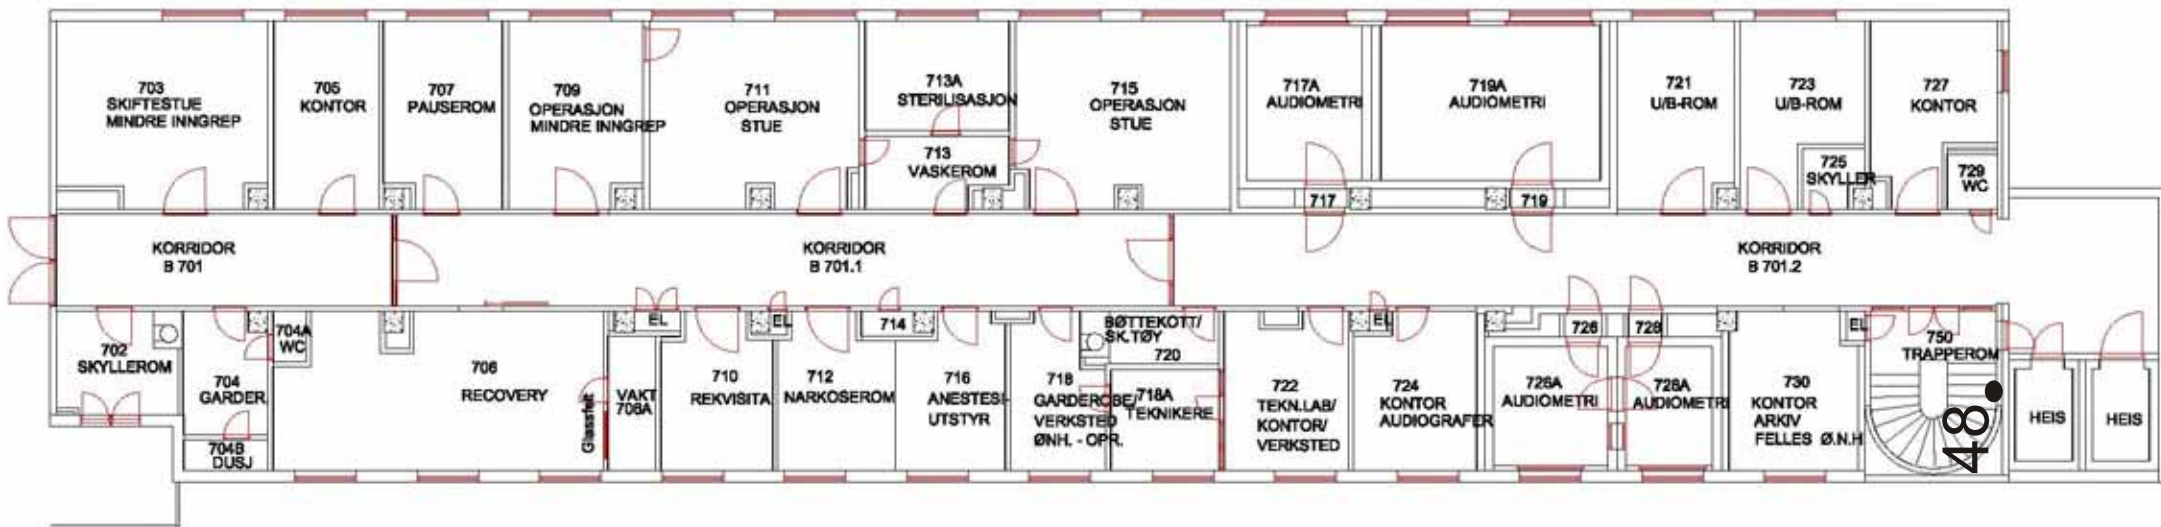 703
SKIFTESTUE
MINDRE INNGREP
705
KONTOR
707
PAUSEROM
709
OPERASJON
MINDRE INNGREP
711
OPERASJON
STUE
713A
STERILISASJON
713
VASKEROM
715
OPERASJON
STUE
717A
AUDIOMETRI
717
719A
AUDIOMETRI
719
721
U/B-ROM
723
U/B-ROM
725
SKYLLER
727
KONTOR
729
WC
KORRIDOR
B 701
KORRIDOR
B 701.1
KORRIDOR
B 701.2
702
SKYLLEROM
704
GARDER.
704A
WC
704B
DUSJ
706
RECOVERY
Glassfelt
EL
VAKT
706A
710
REKVISITA
EL
712
NARKOSEROM
714
716
ANESTESI-
UTSTYR
718
GARDEROBE/
VERKSTED
ØNH. - OPR.
BØTTEKOTT/
SK.TØY
720
718A
TEKNIKERE
722
TEKN.LAB/
KONTOR/
VERKSTED
EL
724
KONTOR
AUDIOGRAFER
726
726A
AUDIOMETRI
728
728A
AUDIOMETRI
730
KONTOR
ARKIV
FELLES Ø.N.H
EL
750
TRAPPEROM
48.
HEIS
HEIS